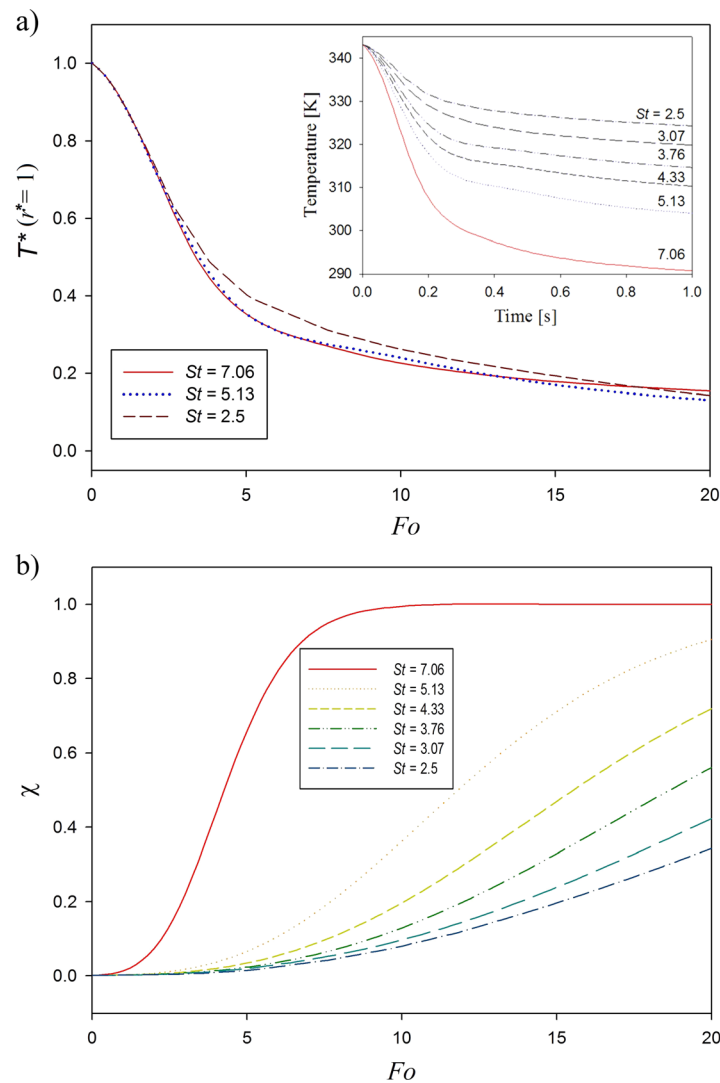 a)
T* (r*= 1)
1.0
0.8
0.6
0.4
0.2
0.0
0
5
10
15
20
Fo
St = 7.06
St = 5.13
St = 2.5
Temperature [K]
340
330
320
310
300
290
0.0
0.2
0.4
0.6
0.8
1.0
Time [s]
St = 2.5
3.07
3.76
4.33
5.13
7.06
b)
χ
1.0
0.8
0.6
0.4
0.2
0.0
0
5
10
15
20
Fo
St = 7.06
St = 5.13
St = 4.33
St = 3.76
St = 3.07
St = 2.5